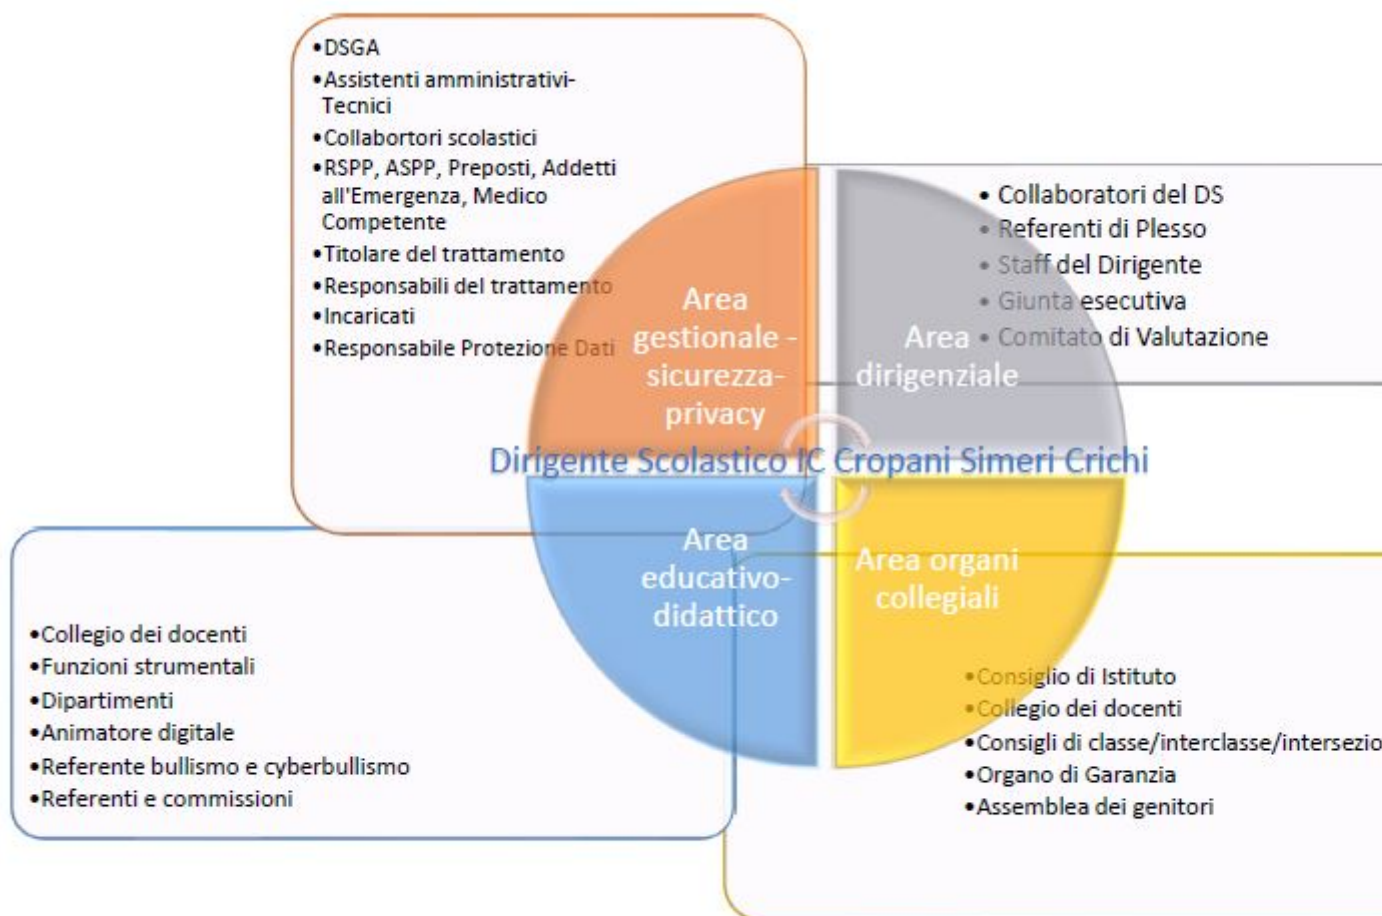 •DSGA
•Assistenti amministrativi-
Tecnici
•Collabortori scolastici
•RSPP, ASPP, Preposti, Addetti
all'Emergenza, Medico
Competente
•Titolare del trattamento
•Responsabili del trattamento
•Incaricati
•Responsabile Protezione Dati
Area
gestionale -
sicurezza-
privacy
• Collaboratori del DS
• Referenti di Plesso
• Staff del Dirigente
• Giunta esecutiva
• Comitato di Valutazione
Area
dirigenziale
Dirigente Scolastico IC Cropani Simeri Crichi
Area
educativo-
didattico
•Collegio dei docenti
•Funzioni strumentali
•Dipartimenti
•Animatore digitale
•Referente bullismo e cyberbullismo
•Referenti e commissioni
Area organi
collegiali
•Consiglio di Istituto
•Collegio dei docenti
•Consigli di classe/interclasse/intersezio
•Organo di Garanzia
•Assemblea dei genitori